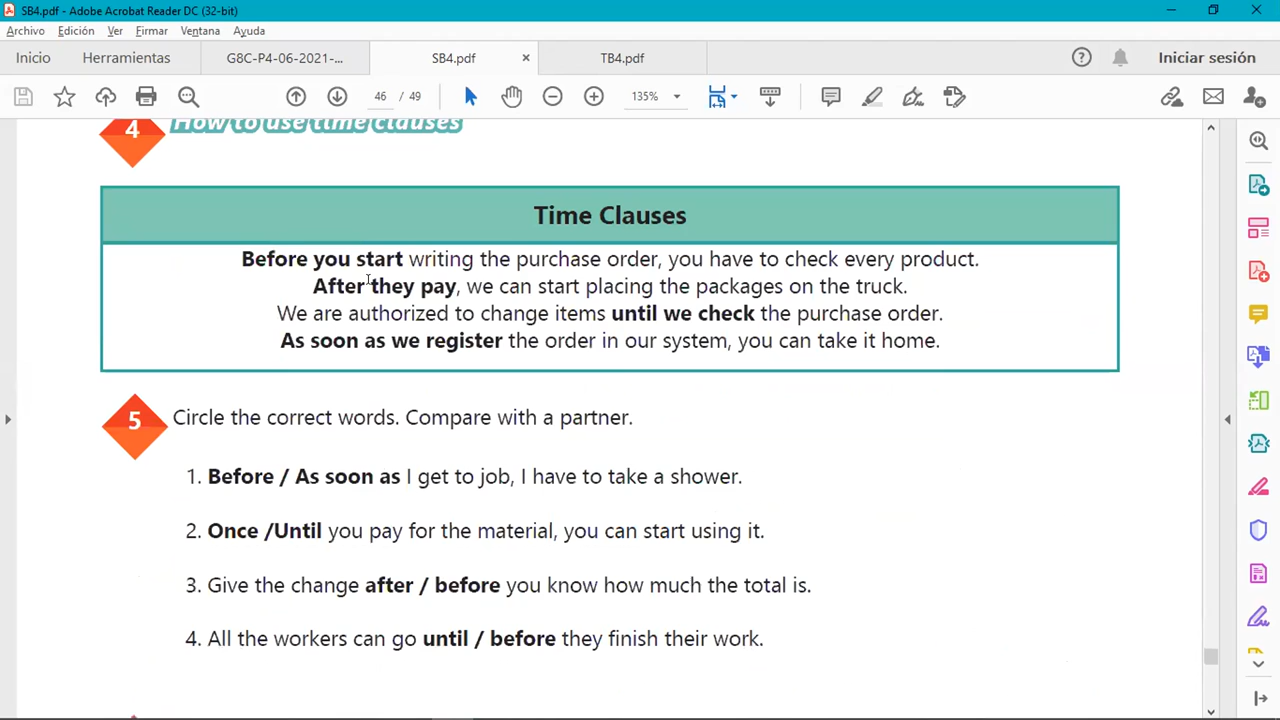 SB4.pdf - Adobe Acrobat Reader DC (32-bit)
Archivo Edición Ver Firmar Ventana Ayuda
Inicio Herramientas G8C-P4-06-2021-... SB4.pdf × TB4.pdf Iniciar sesión
46 / 49 135%
4 How to use time clauses
Time Clauses
Before you start writing the purchase order, you have to check every product.
After they pay, we can start placing the packages on the truck.
We are authorized to change items until we check the purchase order.
As soon as we register the order in our system, you can take it home.
5 Circle the correct words. Compare with a partner.
1. Before / As soon as I get to job, I have to take a shower.
2. Once /Until you pay for the material, you can start using it.
3. Give the change after / before you know how much the total is.
4. All the workers can go until / before they finish their work.